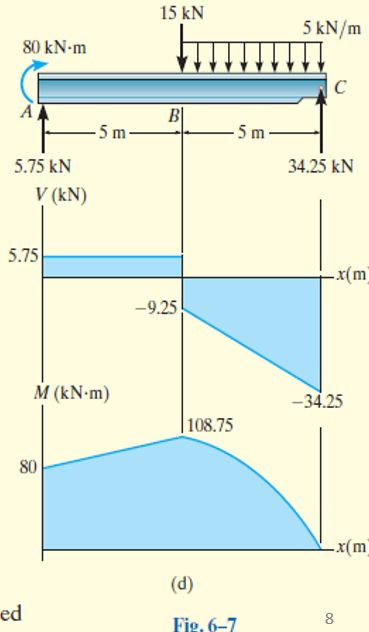 15 kN
5 kN/m
80 kN·m
C
A
B
5 m
5 m
5.75 kN
34.25 kN
V (kN)
5.75
x(m)
−9.25
−34.25
M (kN·m)
108.75
80
x(m)
(d)
ed
Fig. 6–7
8